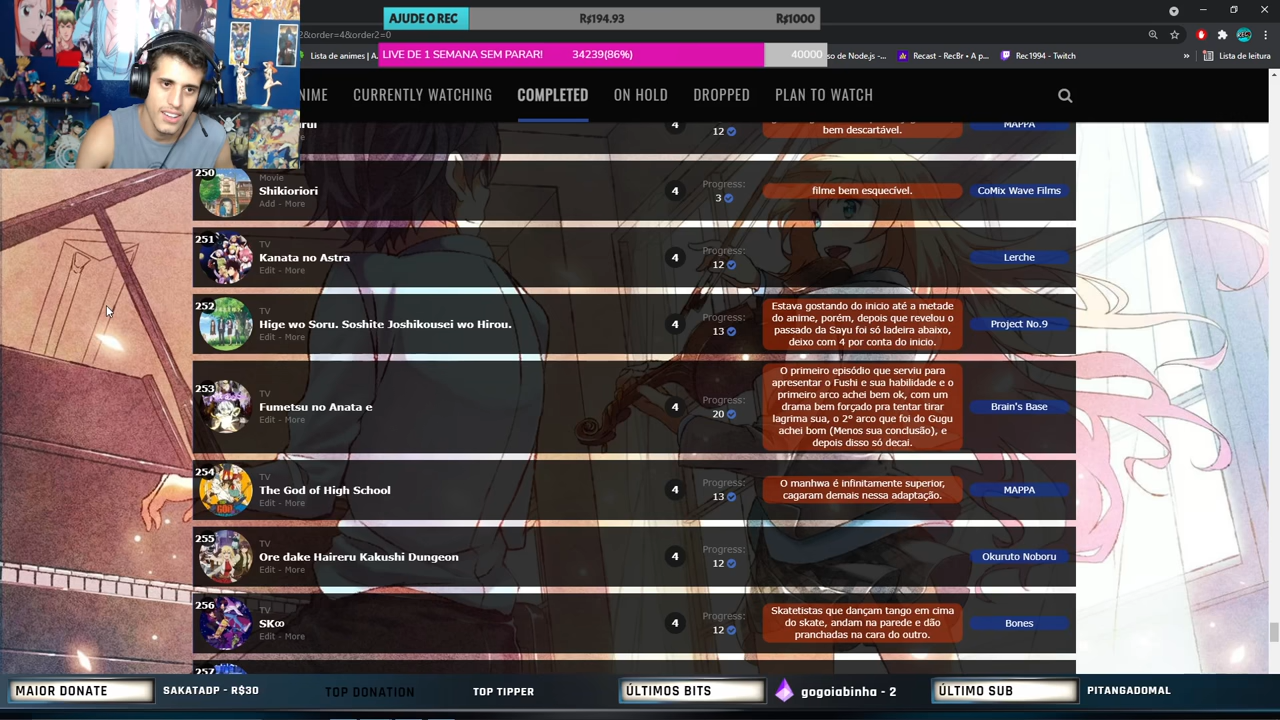 AJUDE O REC
R$194.93
R$1000
2&order=4&order2=0
LIVE DE 1 SEMANA SEM PARAR!
34239(86%)
40000
Lista de animes | A
so de Node.js -...
Recast - RecBr • A p...
Rec1994 - Twitch
»
Lista de leitura
NIME
CURRENTLY WATCHING
COMPLETED
ON HOLD
DROPPED
PLAN TO WATCH
4
12
bem descartável.
MAPPA
250
Movie
Shikioriori
Add - More
4
Progress:
3
filme bem esquecível.
CoMix Wave Films
251
TV
Kanata no Astra
Edit - More
4
Progress:
12
Lerche
252
TV
Hige wo Soru. Soshite Joshikousei wo Hirou.
Edit - More
4
Progress:
13
Estava gostando do inicio até a metade
do anime, porém, depois que revelou o
passado da Sayu foi só ladeira abaixo,
deixo com 4 por conta do inicio.
Project No.9
253
TV
Fumetsu no Anata e
Edit - More
4
Progress:
20
O primeiro episódio que serviu para
apresentar o Fushi e sua habilidade e o
primeiro arco achei bem ok, com um
drama bem forçado pra tentar tirar
lagrima sua, o 2° arco que foi do Gugu
achei bom (Menos sua conclusão), e
depois disso só decai.
Brain's Base
254
TV
The God of High School
Edit - More
4
Progress:
13
O manhwa é infinitamente superior,
cagaram demais nessa adaptação.
MAPPA
255
TV
Ore dake Haireru Kakushi Dungeon
Edit - More
4
Progress:
12
Okuruto Noboru
256
TV
SK∞
Edit - More
4
Progress:
12
Skatetistas que dançam tango em cima
do skate, andam na parede e dão
pranchadas na cara do outro.
Bones
257
MAIOR DONATE
SAKATADP - R$30
TOP DONATION
TOP TIPPER
ÚLTIMOS BITS
gogoiabinha - 2
ÚLTIMO SUB
PITANGADOMAL